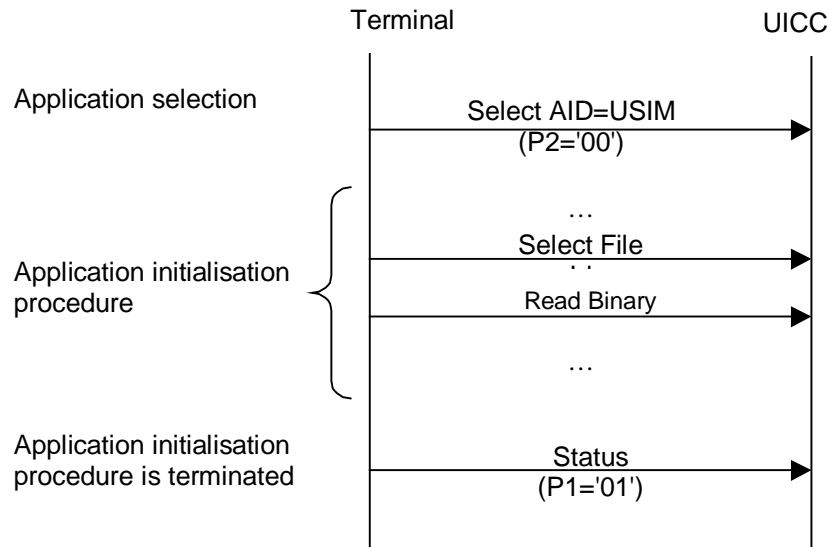 Terminal
UICC
Application selection
Select AID=USIM
(P2='00')
...
Select File
. .
Application initialisation
procedure
Read Binary
...
Application initialisation
procedure is terminated
Status
(P1='01')